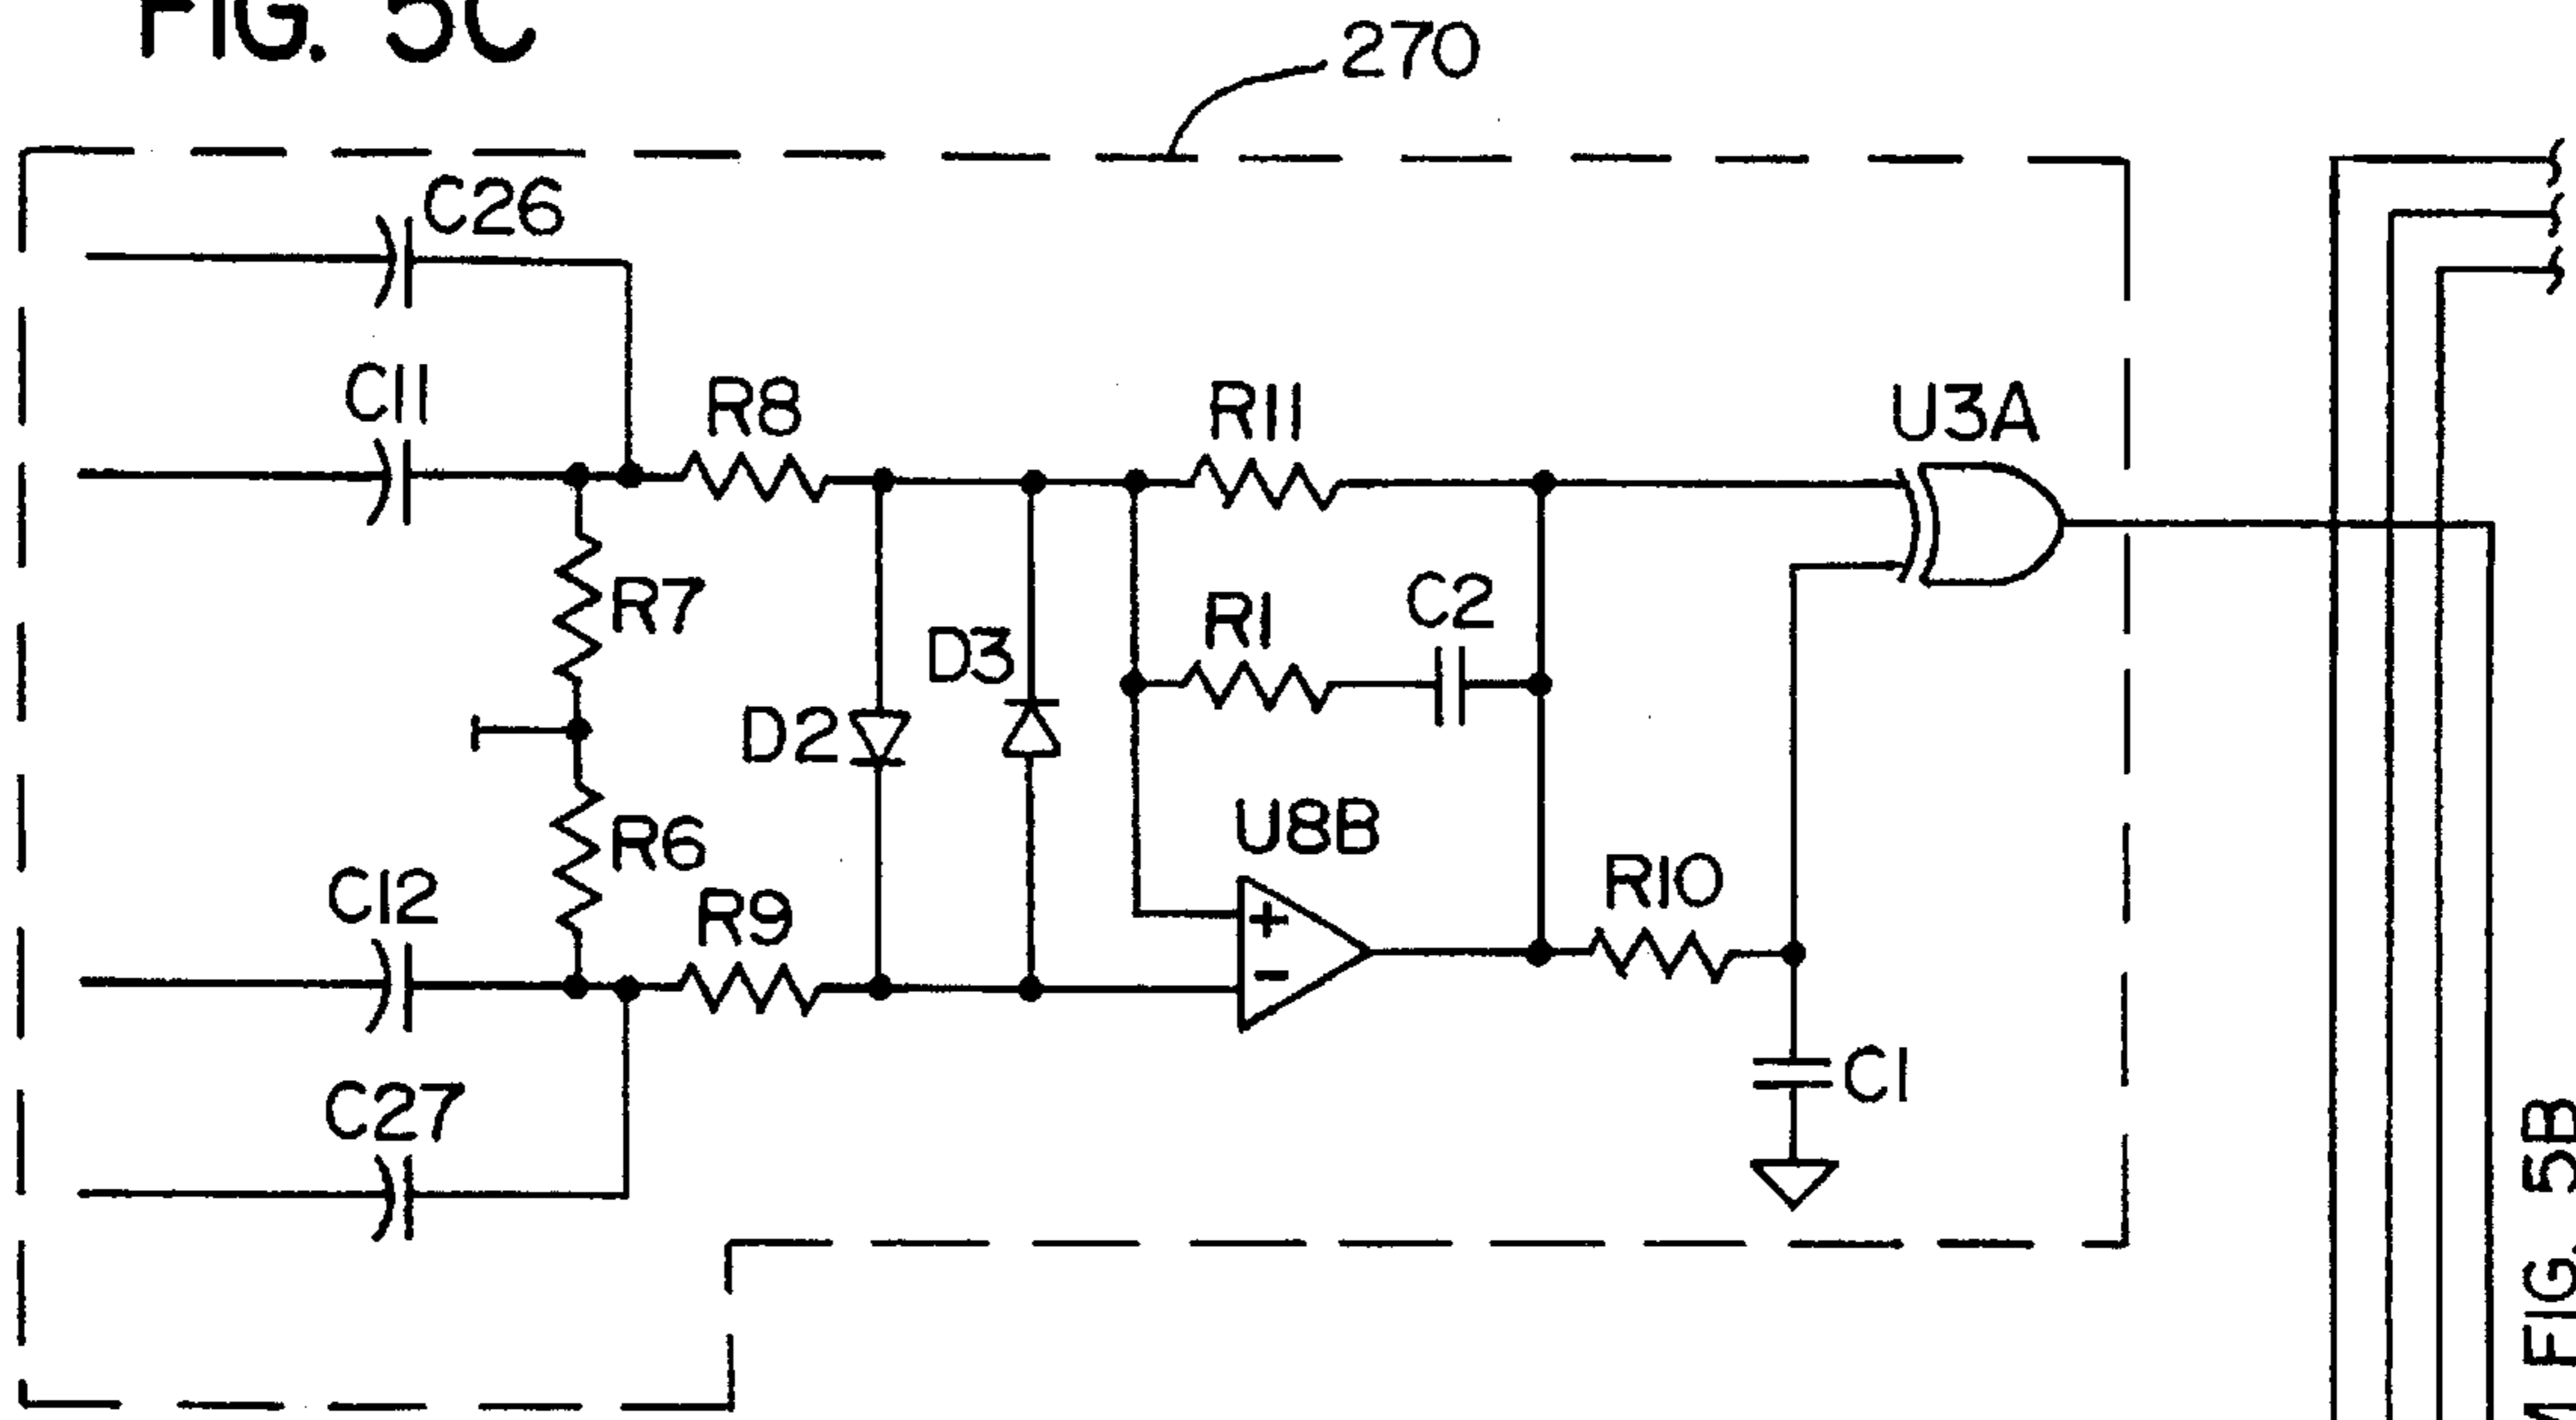 FIG. 5C
270
C26
C11
R8
R11
U3A
R7
R1
C2
D3
D2
U8B
R6
R10
C12
R9
+
-
C1
C27
M FIG. 5B